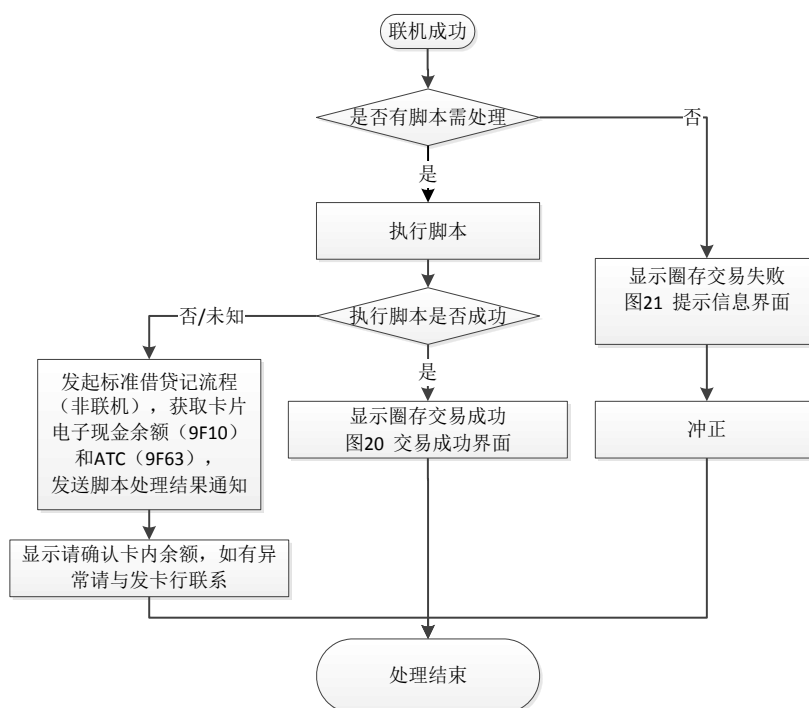 联机成功
是否有脚本需处理
否
是
执行脚本
显示圈存交易失败
图21 提示信息界面
执行脚本是否成功
否/未知
是
发起标准借贷记流程
（非联机），获取卡片
电子现金余额（9F10）
和ATC（9F63），
发送脚本处理结果通知
显示圈存交易成功
图20 交易成功界面
冲正
显示请确认卡内余额，如有异
常请与发卡行联系
处理结束